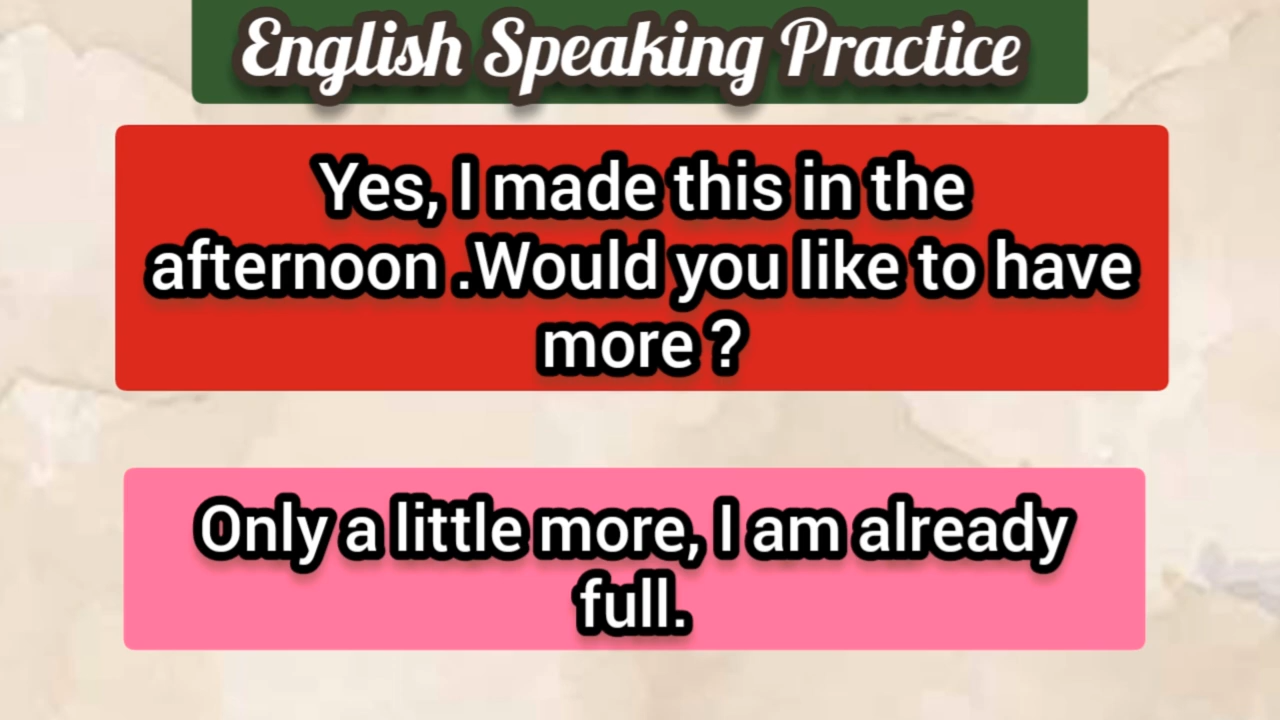 English Speaking Practice
Yes, I made this in the
afternoon .Would you like to have
more ?
Only a little more, I am already
full.